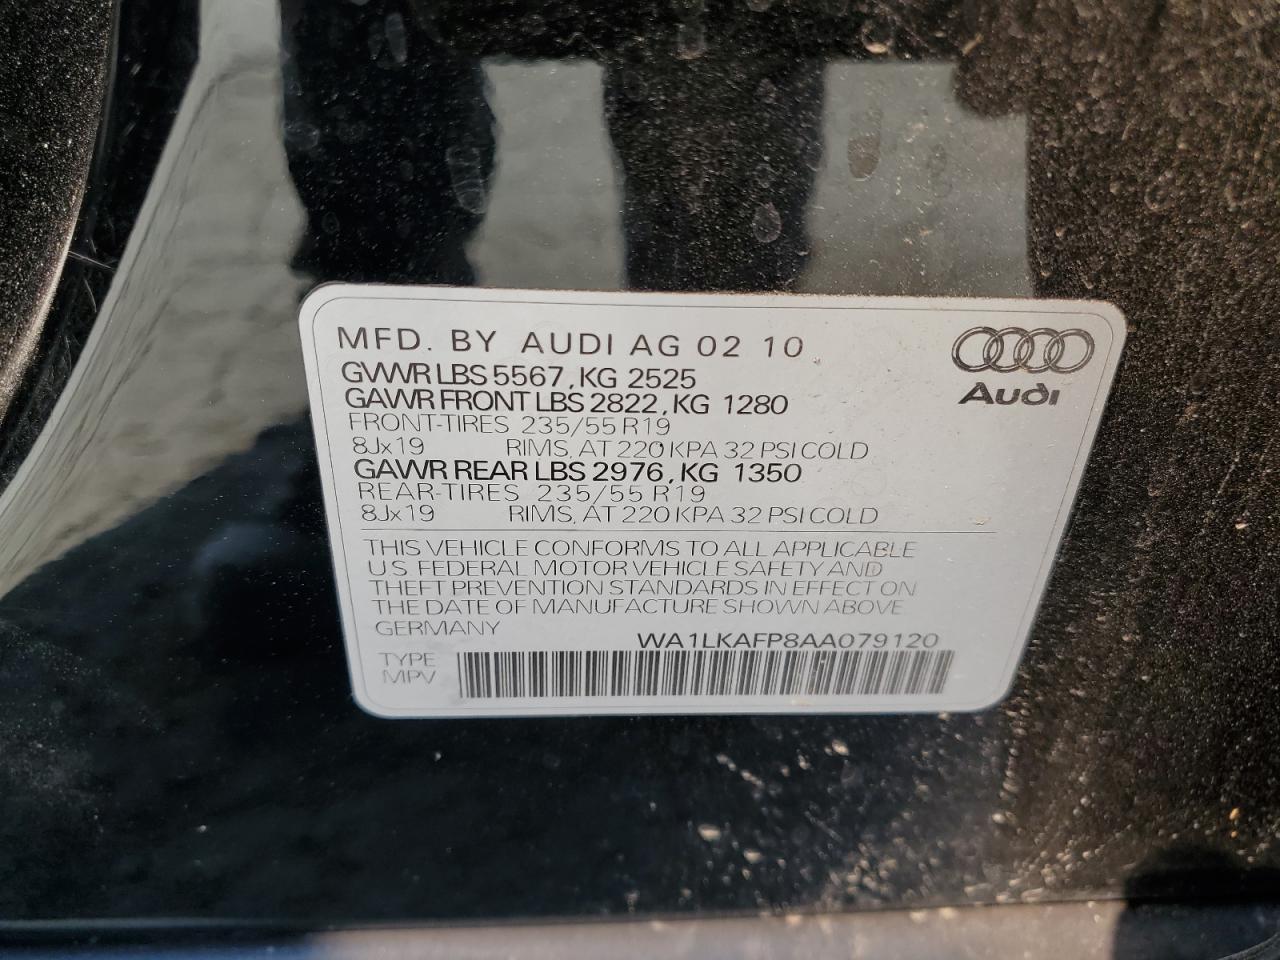 MFD. BY AUDI AG 02 10
Audi
GVWR LBS 5567, KG 2525
GAWR FRONT LBS 2822, KG 1280
FRONT-TIRES 235/55 R19
8Jx19 RIMS, AT 220 KPA 32 PSI COLD
GAWR REAR LBS 2976, KG 1350
REAR-TIRES 235/55 R19
8Jx19 RIMS, AT 220 KPA 32 PSI COLD
THIS VEHICLE CONFORMS TO ALL APPLICABLE
U.S. FEDERAL MOTOR VEHICLE SAFETY AND
THEFT PREVENTION STANDARDS IN EFFECT ON
THE DATE OF MANUFACTURE SHOWN ABOVE.
GERMANY WA1LKAFP8AA079120
TYPE
MPV